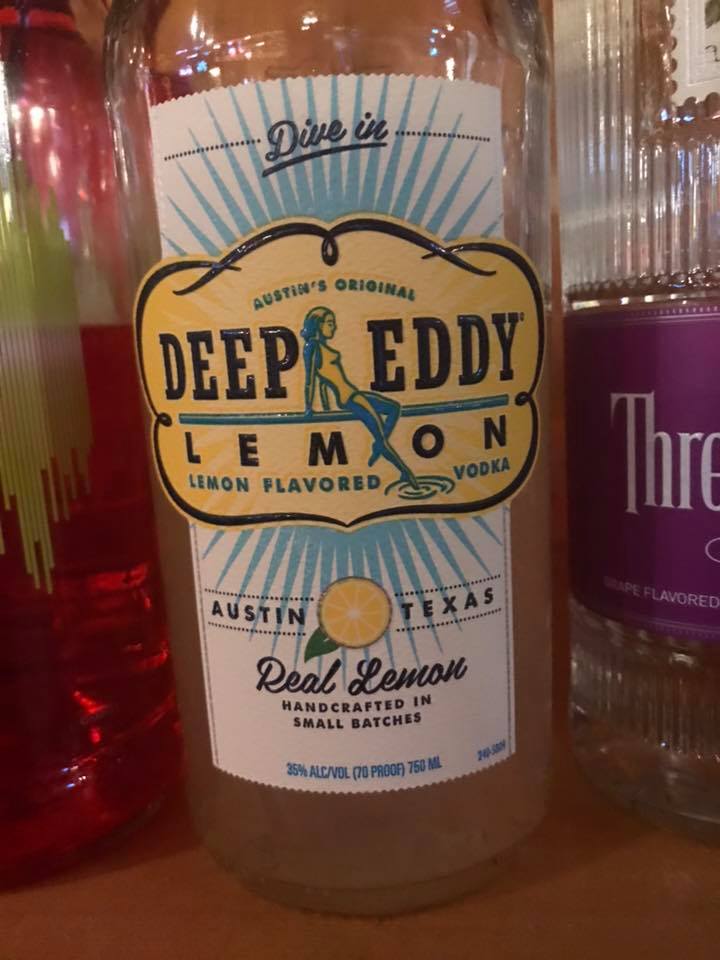 Dive in
AUSTIN'S ORIGINAL
DEEP EDDY
LEMON
LEMON FLAVORED VODKA
AUSTIN TEXAS
Real Lemon
HANDCRAFTED IN
SMALL BATCHES
35% ALC/VOL (70 PROOF) 750 ML
Thre
APE FLAVORED